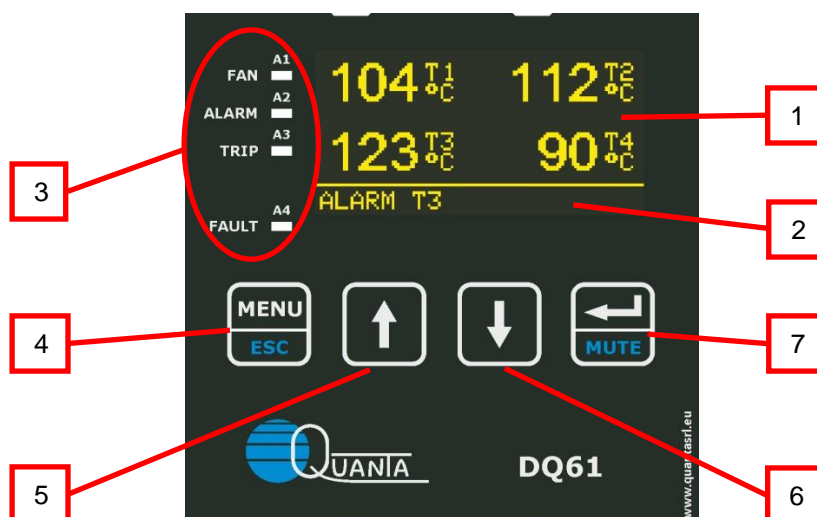 A1
FAN
A2
ALARM
A3
TRIP
A4
FAULT
104 T1 °C 112 T2 °C
123 T3 °C 90 T4 °C
ALARM T3
1
2
3
MENU
ESC
MUTE
4
7
QUANTA
DQ61
www.quantasrl.eu
5
6